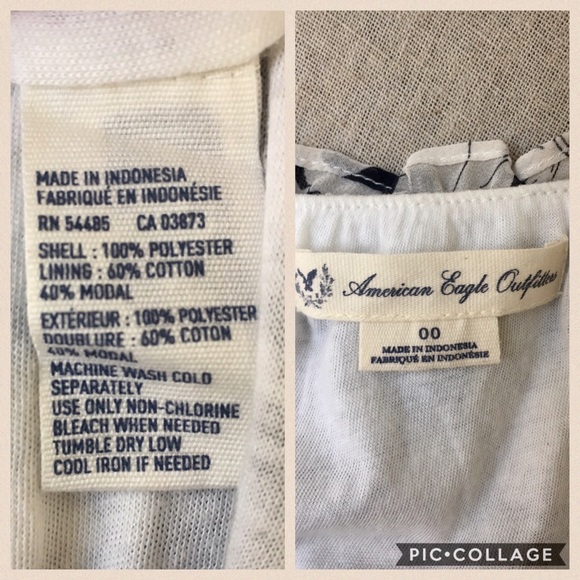 MADE IN INDONESIA
FABRIQUÉ EN INDONÉSIE
RN 54485 CA 03873
SHELL : 100% POLYESTER
LINING : 60% COTTON
40% MODAL
EXTÉRIEUR : 100% POLYESTER
DOUBLURE : 60% COTON
40% MODAL
MACHINE WASH COLD
SEPARATELY
USE ONLY NON-CHLORINE
BLEACH WHEN NEEDED
TUMBLE DRY LOW
COOL IRON IF NEEDED
American Eagle Outfitters
00
MADE IN INDONESIA
FABRIQUÉ EN INDONÉSIE
PIC•COLLAGE